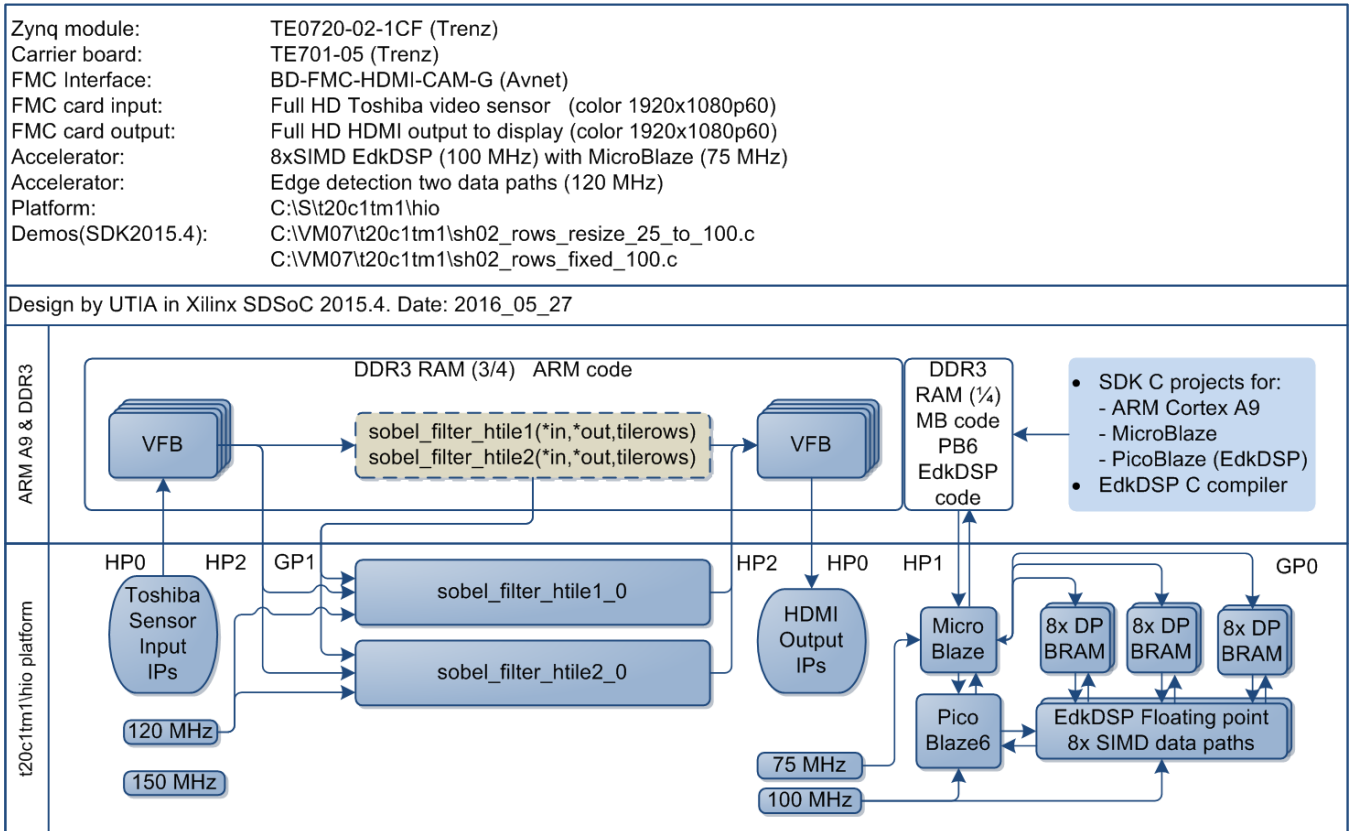 Zynq module: TE0720-02-1CF (Trenz)
Carrier board: TE701-05 (Trenz)
FMC Interface: BD-FMC-HDMI-CAM-G (Avnet)
FMC card input: Full HD Toshiba video sensor (color 1920x1080p60)
FMC card output: Full HD HDMI output to display (color 1920x1080p60)
Accelerator: 8xSIMD EdkDSP (100 MHz) with MicroBlaze (75 MHz)
Accelerator: Edge detection two data paths (120 MHz)
Platform: C:\S\t20c1tm1\hio
Demos(SDK2015.4): C:\VM07\t20c1tm1\sh02_rows_resize_25_to_100.c
C:\VM07\t20c1tm1\sh02_rows_fixed_100.c
Design by UTIA in Xilinx SDSoC 2015.4. Date: 2016_05_27
ARM A9 & DDR3
DDR3 RAM (3/4) ARM code
VFB
sobel_filter_htile1(*in,*out,tilerows)
sobel_filter_htile2(*in,*out,tilerows)
VFB
DDR3
RAM (¼)
MB code
PB6
EdkDSP
code
• SDK C projects for:
- ARM Cortex A9
- MicroBlaze
- PicoBlaze (EdkDSP)
• EdkDSP C compiler
t20c1tm1\hio platform
HP0
HP2
GP1
HP2
HP0
HP1
GP0
Toshiba
Sensor
Input
IPs
sobel_filter_htile1_0
sobel_filter_htile2_0
HDMI
Output
IPs
Micro
Blaze
8x DP
BRAM
8x DP
BRAM
8x DP
BRAM
Pico
Blaze6
EdkDSP Floating point
8x SIMD data paths
120 MHz
150 MHz
75 MHz
100 MHz